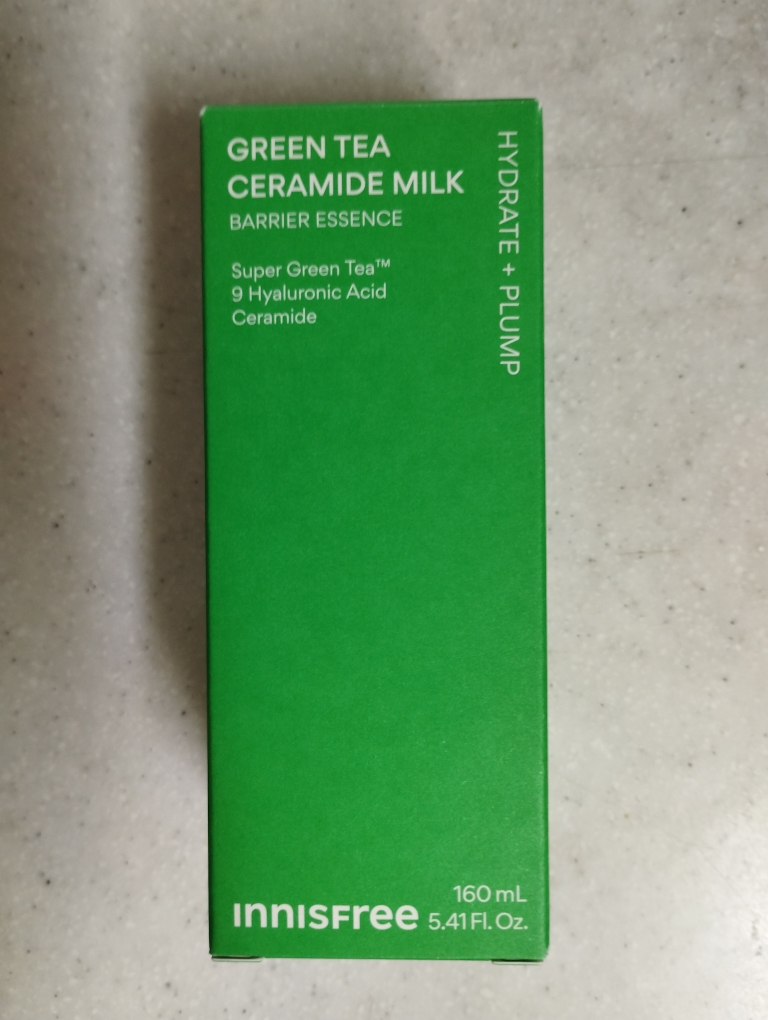 GREEN TEA
CERAMIDE MILK
BARRIER ESSENCE
Super Green Tea™
9 Hyaluronic Acid
Ceramide
HYDRATE + PLUMP
InnISFree
160 mL
5.41 Fl. Oz.